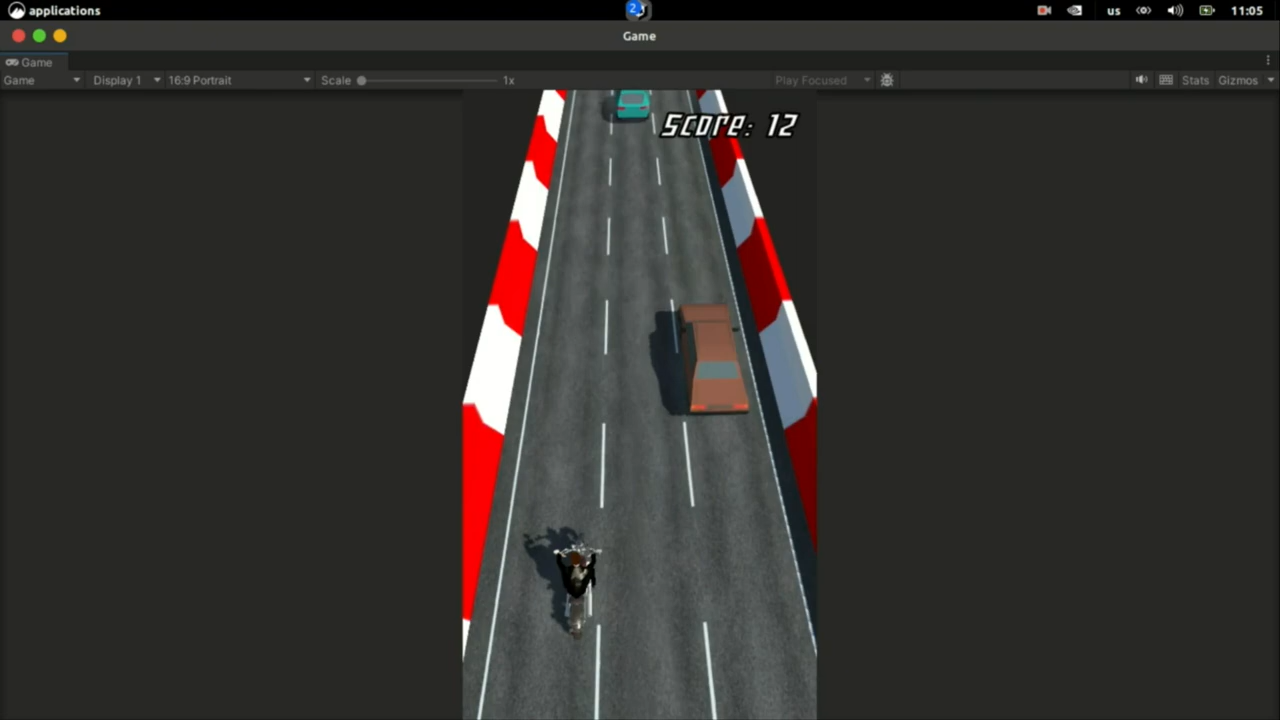 applications
2
us
11:05
Game
Game
Game
Display 1
16:9 Portrait
Scale
1x
Play Focused
Stats
Gizmos
Score: 12